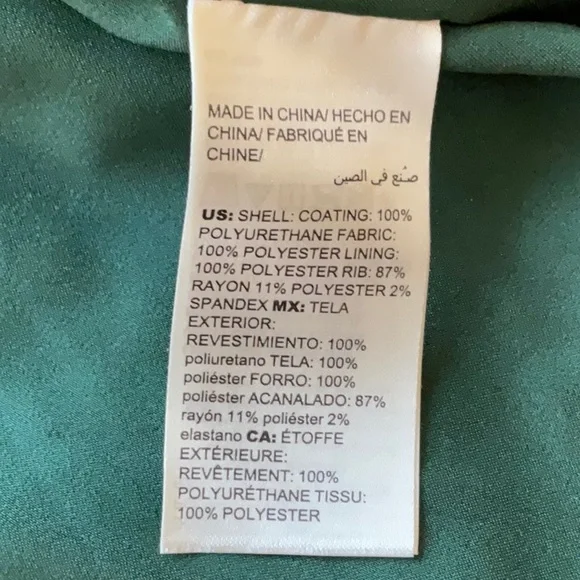 MADE IN CHINA/ HECHO EN
CHINA/ FABRIQUÉ EN
CHINE/
صُنع في الصين
US: SHELL: COATING: 100%
POLYURETHANE FABRIC:
100% POLYESTER LINING:
100% POLYESTER RIB: 87%
RAYON 11% POLYESTER 2%
SPANDEX MX: TELA
EXTERIOR:
REVESTIMIENTO: 100%
poliuretano TELA: 100%
poliéster FORRO: 100%
poliéster ACANALADO: 87%
rayón 11% poliéster 2%
elastano CA: ÉTOFFE
EXTÉRIEURE:
REVÊTEMENT: 100%
POLYURÉTHANE TISSU:
100% POLYESTER